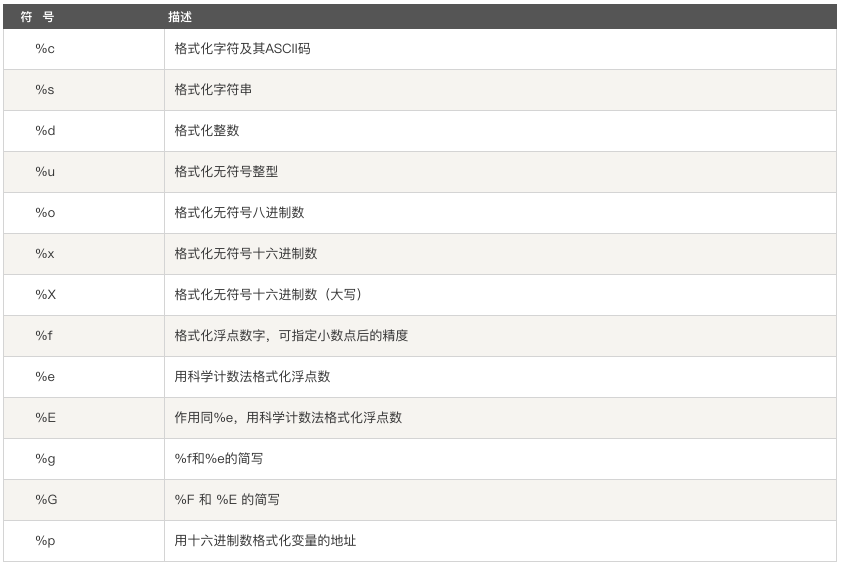 符 号 描述
%c 格式化字符及其ASCII码
%s 格式化字符串
%d 格式化整数
%u 格式化无符号整型
%o 格式化无符号八进制数
%x 格式化无符号十六进制数
%X 格式化无符号十六进制数（大写）
%f 格式化浮点数字，可指定小数点后的精度
%e 用科学计数法格式化浮点数
%E 作用同%e，用科学计数法格式化浮点数
%g %f和%e的简写
%G %F 和 %E 的简写
%p 用十六进制数格式化变量的地址